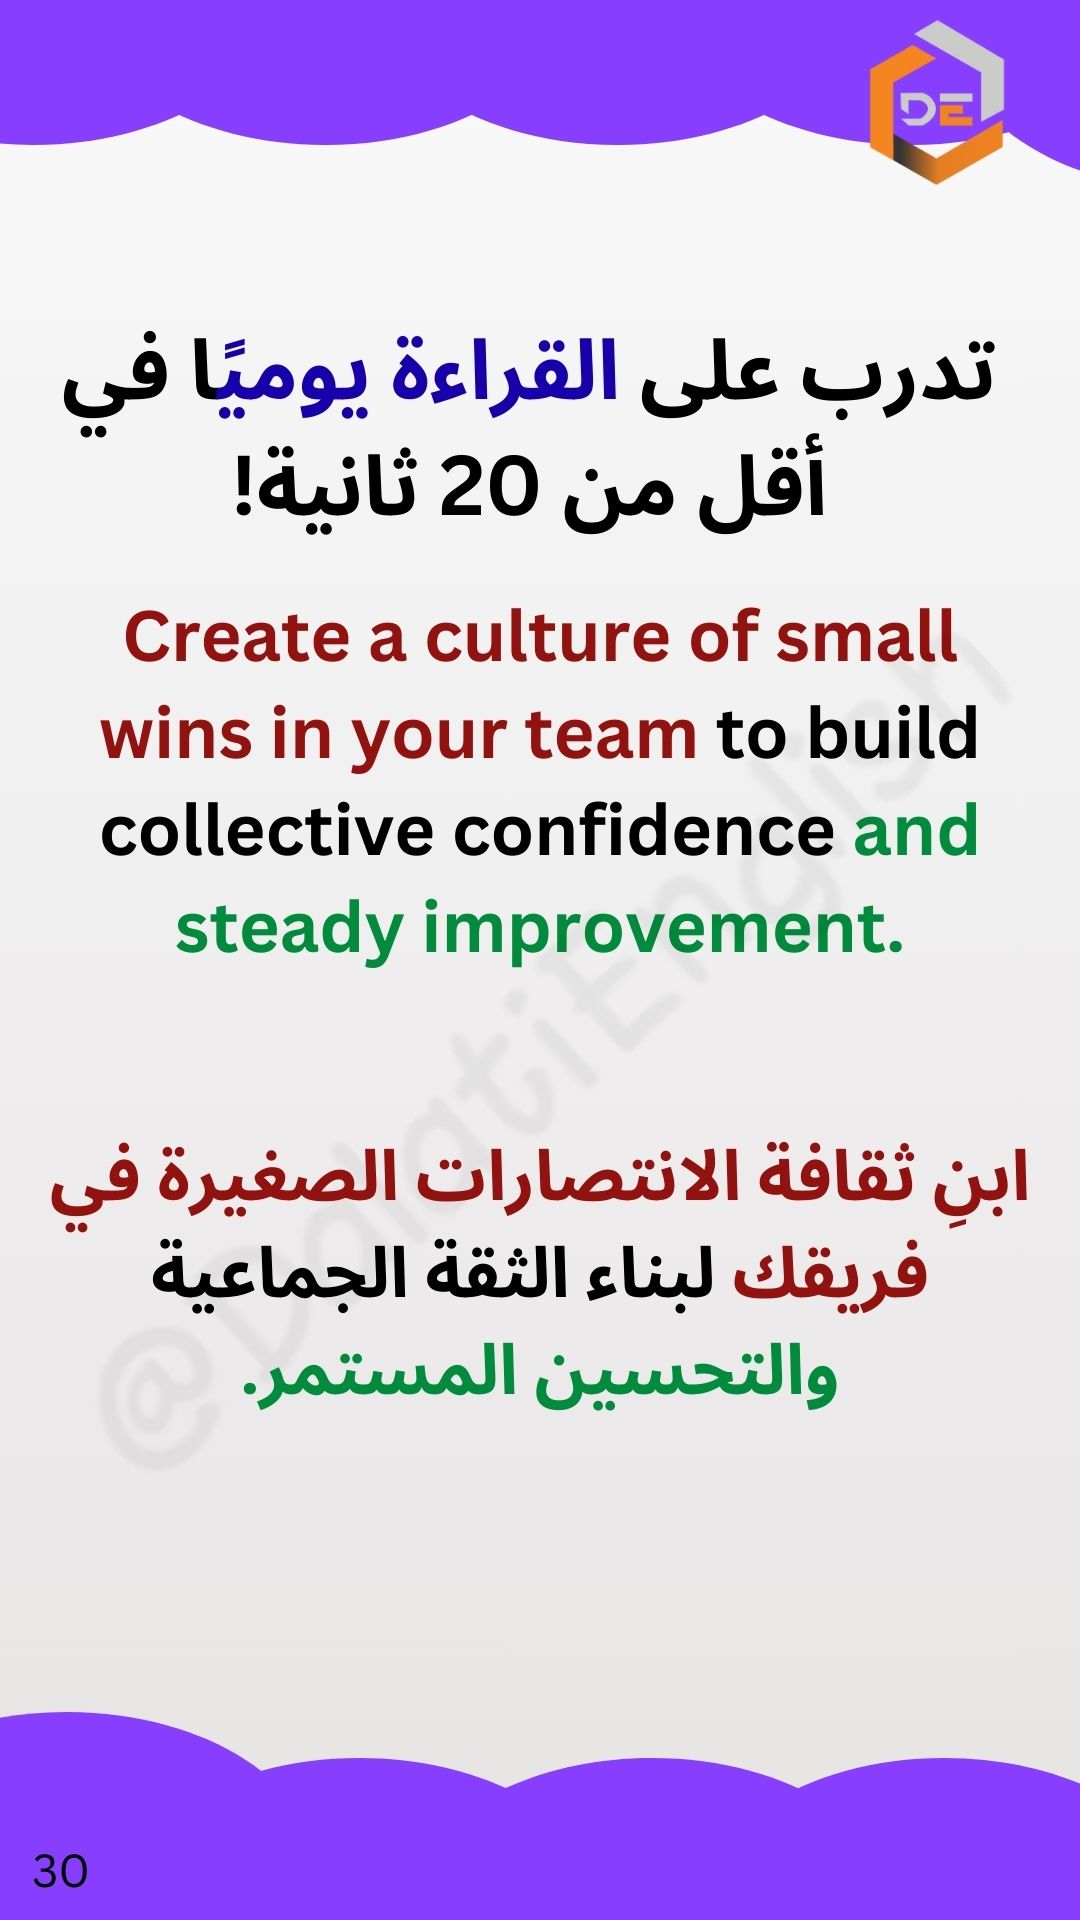 DE
تدرب على القراءة يوميًا في
أقل من 20 ثانية!
Create a culture of small
wins in your team to build
collective confidence and
steady improvement.
@DalatiEnglish
ابنِ ثقافة الانتصارات الصغيرة في
فريقك لبناء الثقة الجماعية
والتحسين المستمر.
30